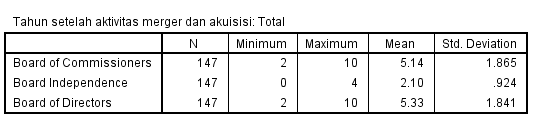 Tahun setelah aktivitas merger dan akuisisi: Total
N Minimum Maximum Mean Std. Deviation
Board of Commissioners 147 2 10 5.14 1.865
Board Independence 147 0 4 2.10 .924
Board of Directors 147 2 10 5.33 1.841